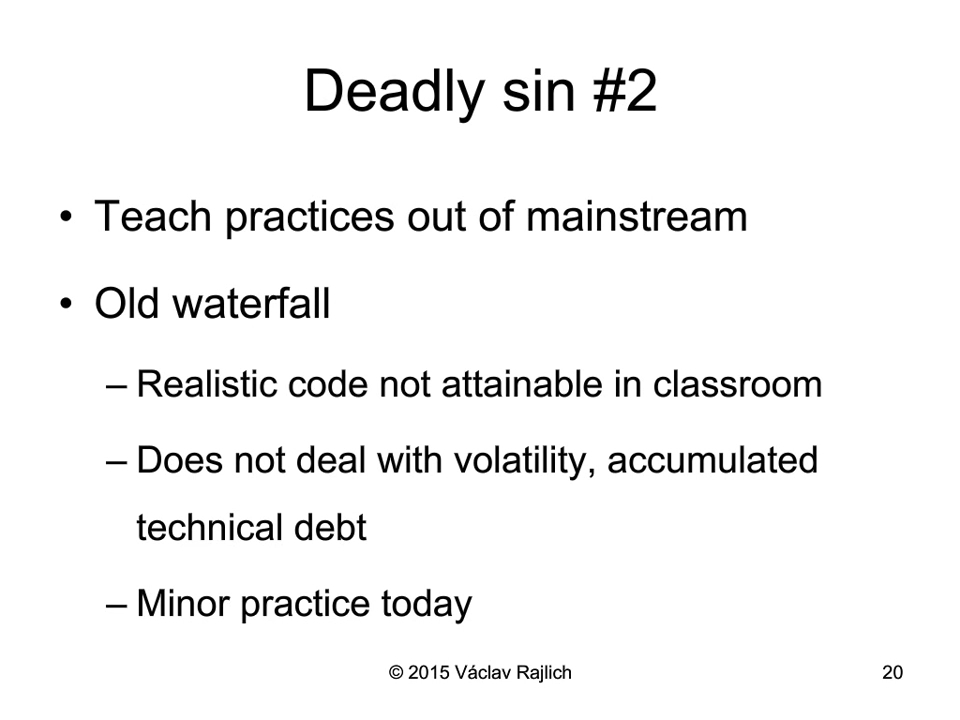 Deadly sin #2
• Teach practices out of mainstream
• Old waterfall
– Realistic code not attainable in classroom
– Does not deal with volatility, accumulated
technical debt
– Minor practice today
© 2015 Václav Rajlich
20